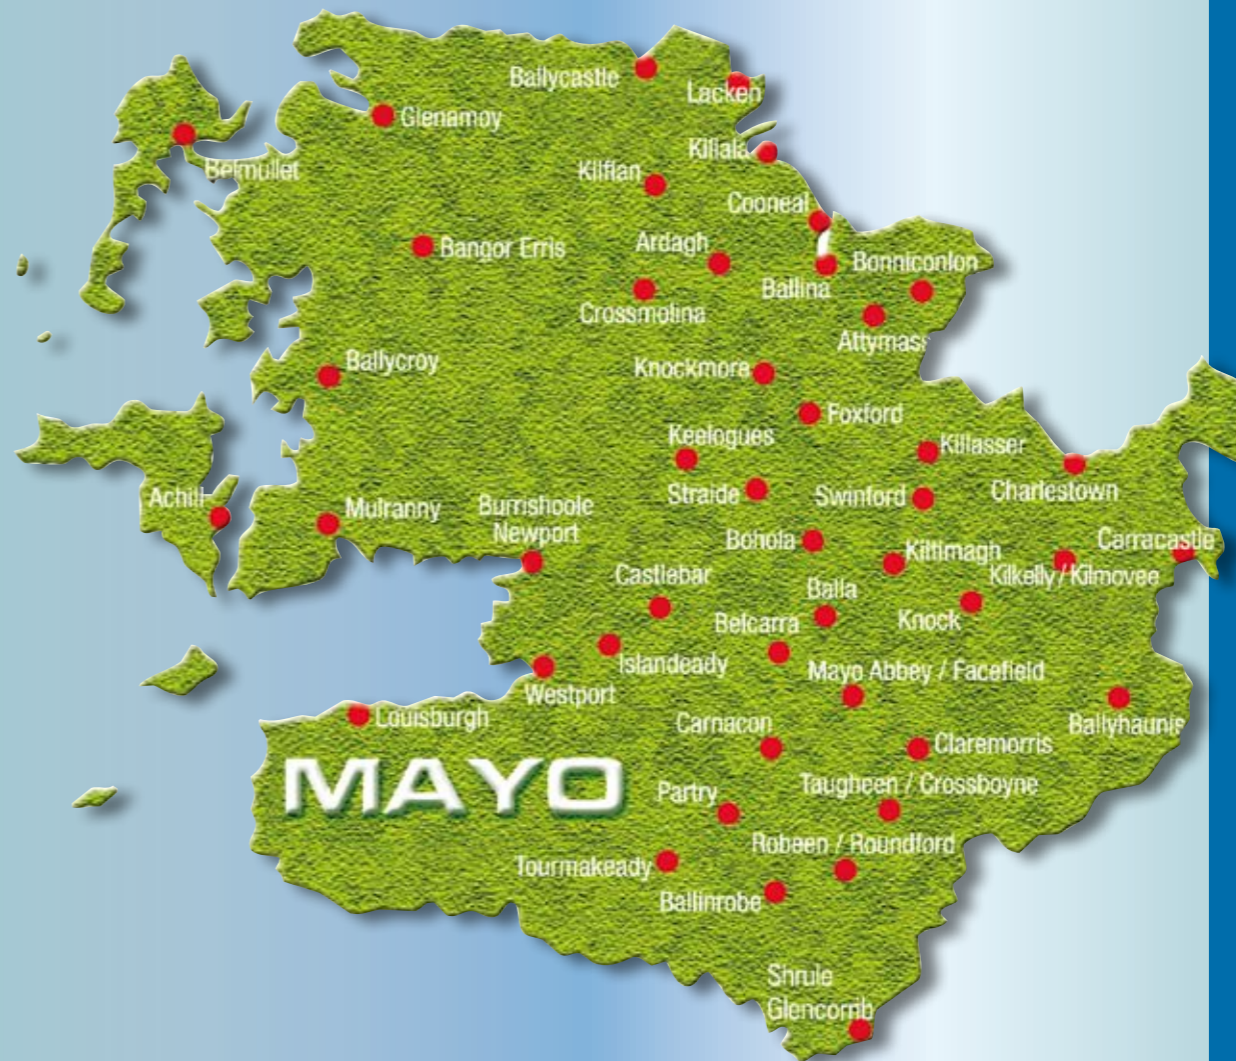 Ballycastle
Lacken
Glenamoy
Killala
Belmullet
Kilfian
Cooneal
Ardagh
Bangor Erris
Bonniconlon
Ballina
Crossmolina
Attymass
Ballycroy
Knockmore
Foxford
Keelogues
Killasser
Straide
Swinford
Charlestown
Achill
Mulranny
Burrishoole
Newport
Bohola
Carracastle
Kiltimagh
Castlebar
Kilkelly / Kilmovee
Balla
Belcarra
Knock
Islandeady
Mayo Abbey / Facefield
Westport
Louisburgh
Carnacon
Ballyhaunis
Claremorris
MAYO
Partry
Taugheen / Crossboyne
Robeen / Roundford
Tourmakeady
Ballinrobe
Shrule
Glencorrib